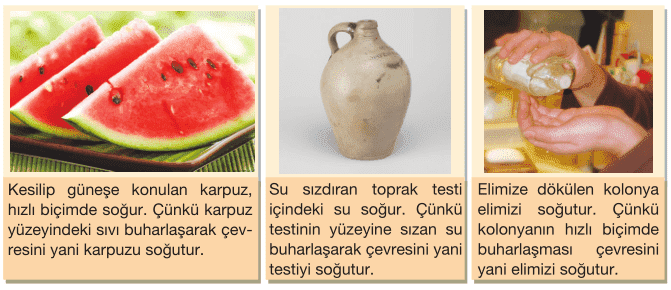 Kesilip güneşe konulan karpuz,
hızlı biçimde soğur. Çünkü karpuz
yüzeyindeki sıvı buharlaşarak çev-
resini yani karpuzu soğutur.
Su sızdıran toprak testi
içindeki su soğur. Çünkü
testinin yüzeyine sızan su
buharlaşarak çevresini yani
testiyi soğutur.
Elimize dökülen kolonya
elimizi soğutur. Çünkü
kolonyanın hızlı biçimde
buharlaşması çevresini
yani elimizi soğutur.